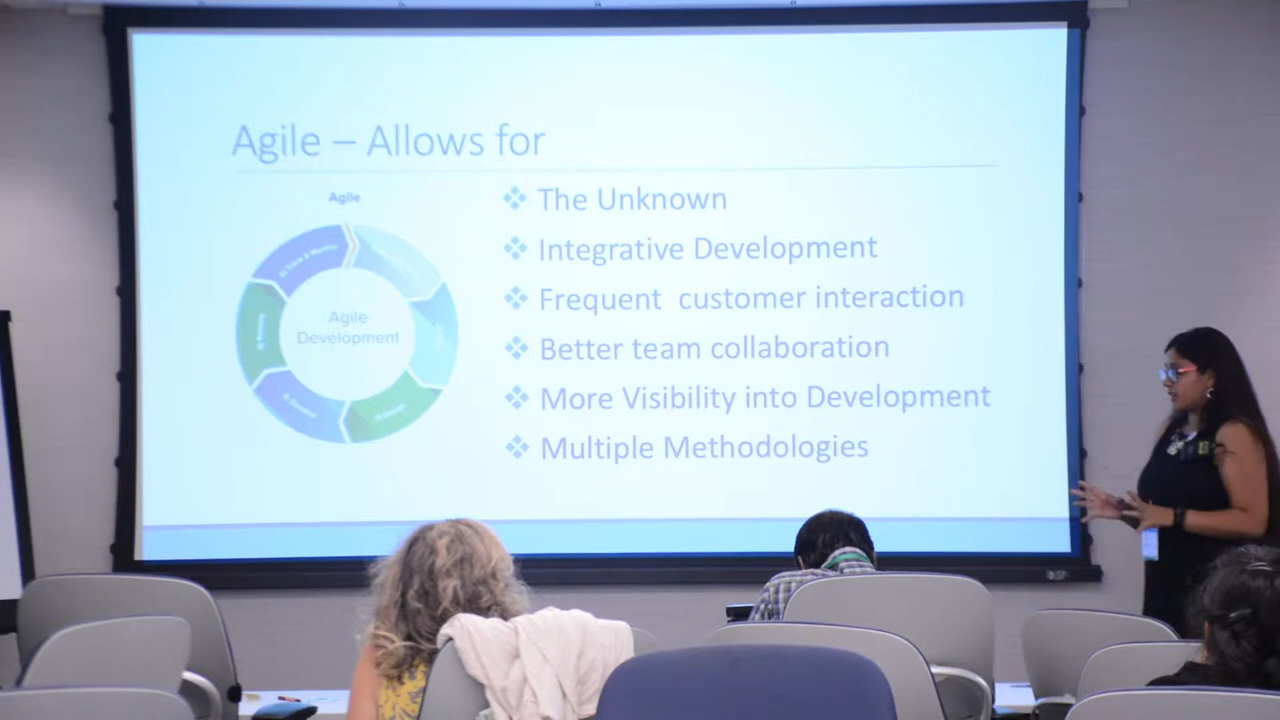 Agile – Allows for
Agile
Agile
Development
❖ The Unknown
❖ Integrative Development
❖ Frequent customer interaction
❖ Better team collaboration
❖ More Visibility into Development
❖ Multiple Methodologies